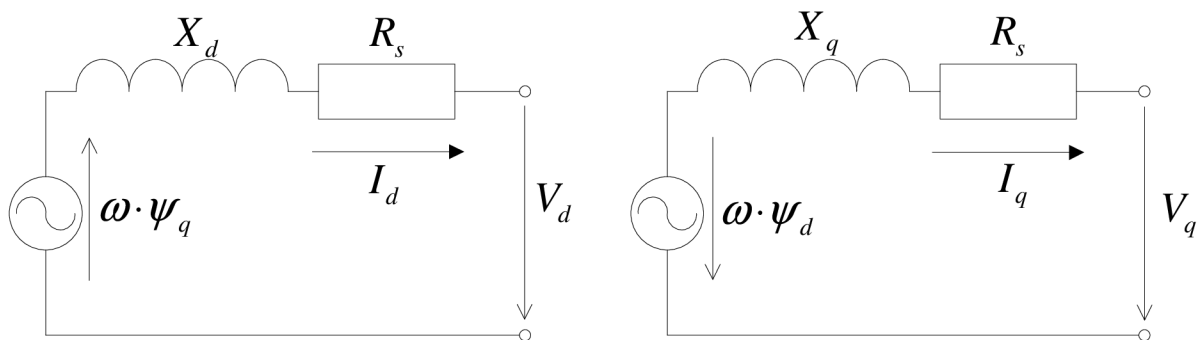 X_d R_s
I_d
ω·ψ_q
V_d
X_q R_s
I_q
ω·ψ_d
V_q